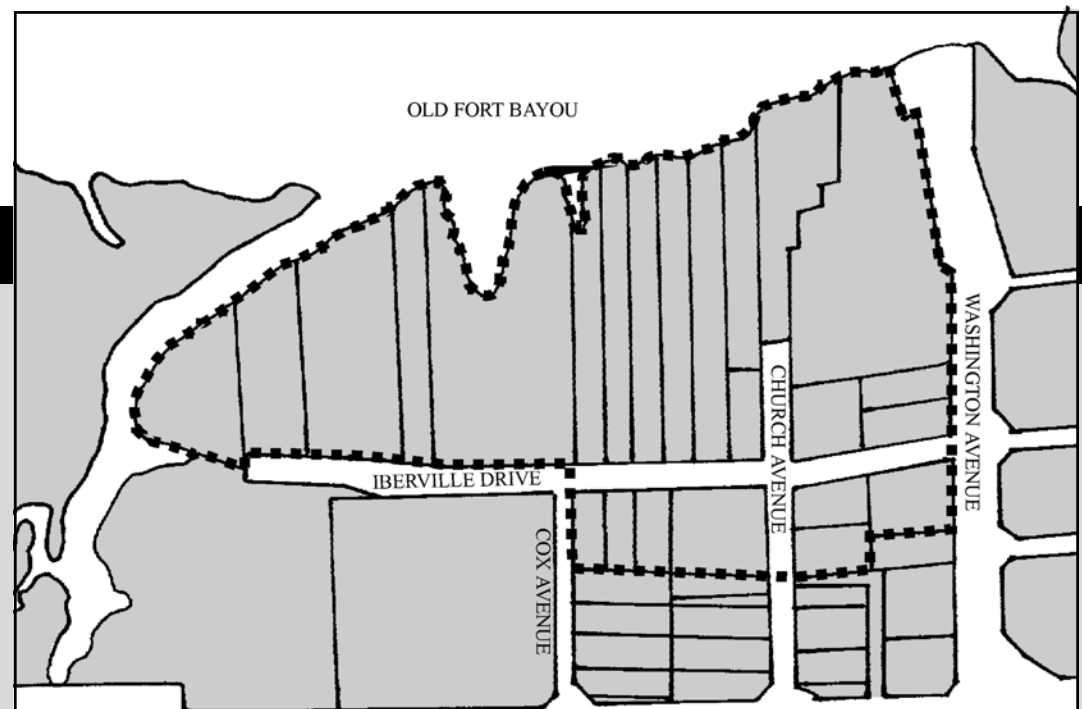 OLD FORT BAYOU
WASHINGTON AVENUE
CHURCH AVENUE
IBERVILLE DRIVE
COX AVENUE